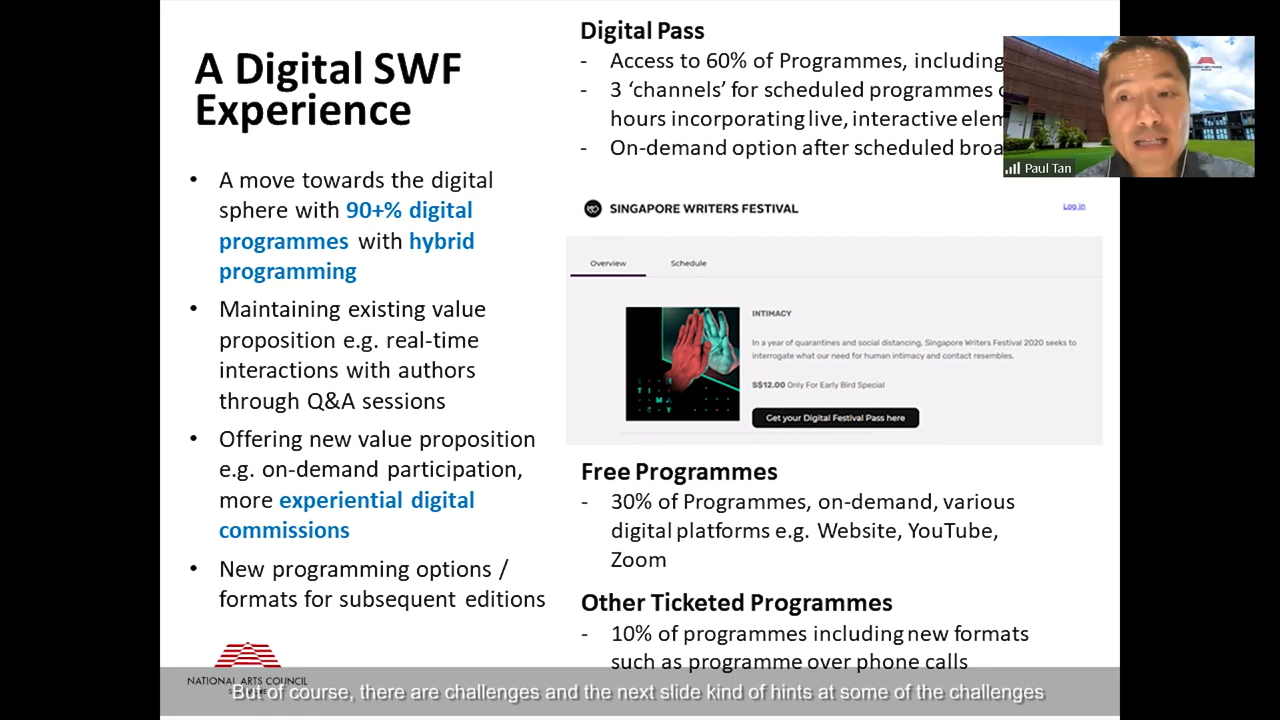 A Digital SWF
Experience
• A move towards the digital
sphere with 90+% digital
programmes with hybrid
programming
• Maintaining existing value
proposition e.g. real-time
interactions with authors
through Q&A sessions
• Offering new value proposition
e.g. on-demand participation,
more experiential digital
commissions
• New programming options /
formats for subsequent editions
NATIONAL ARTS COUNCIL
Digital Pass
- Access to 60% of Programmes, including
- 3 ‘channels’ for scheduled programmes
hours incorporating live, interactive elem
- On-demand option after scheduled broa
Paul Tan
NATIONAL ARTS COUNCIL
SINGAPORE WRITERS FESTIVAL
Log in
Overview Schedule
INTIMACY
In a year of quarantines and social distancing, Singapore Writers Festival 2020 seeks to
interrogate what our need for human intimacy and contact resembles.
S$12.00 Only For Early Bird Special
Get your Digital Festival Pass here
Free Programmes
- 30% of Programmes, on-demand, various
digital platforms e.g. Website, YouTube,
Zoom
Other Ticketed Programmes
- 10% of programmes including new formats
such as programme over phone calls
But of course, there are challenges and the next slide kind of hints at some of the challenges